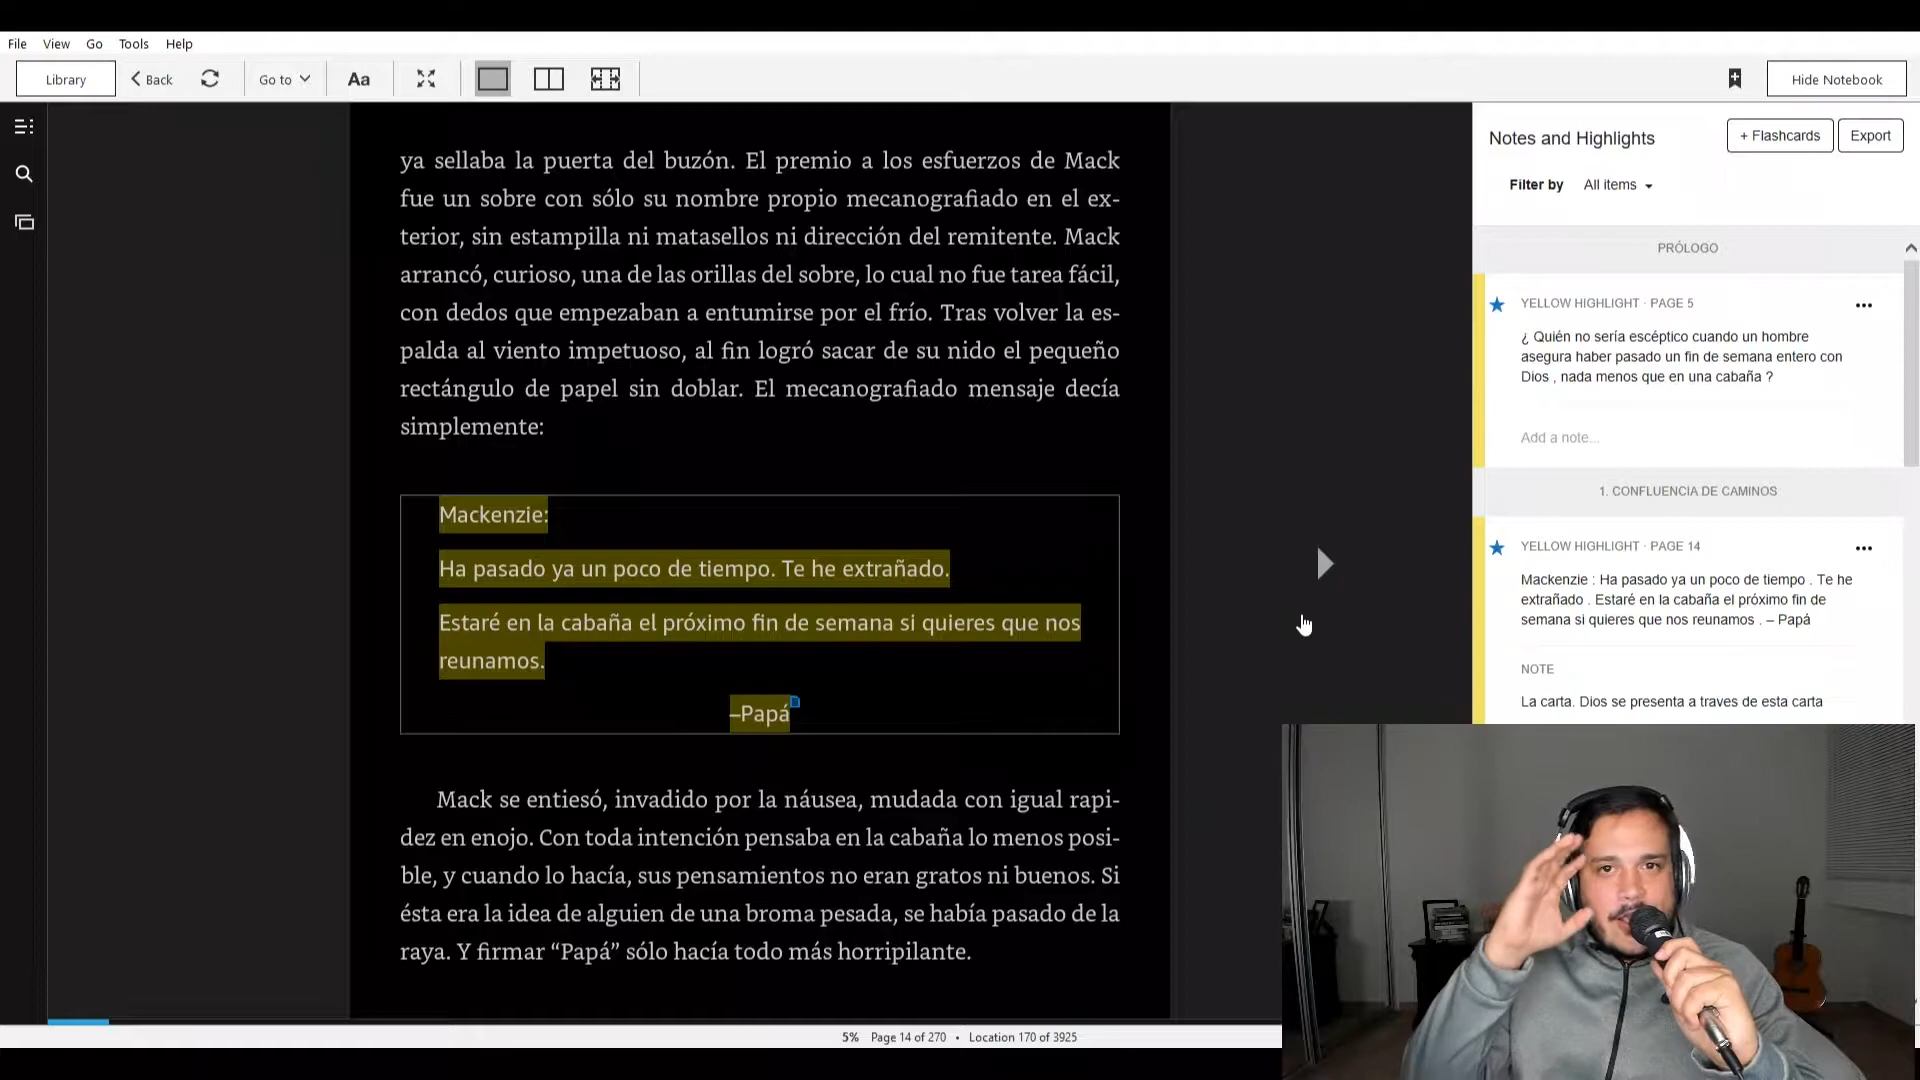 File View Go Tools Help
Library Back Go to Aa Hide Notebook
ya sellaba la puerta del buzón. El premio a los esfuerzos de Mack
fue un sobre con sólo su nombre propio mecanografiado en el ex-
terior, sin estampilla ni matasellos ni dirección del remitente. Mack
arrancó, curioso, una de las orillas del sobre, lo cual no fue tarea fácil,
con dedos que empezaban a entumirse por el frío. Tras volver la es-
palda al viento impetuoso, al fin logró sacar de su nido el pequeño
rectángulo de papel sin doblar. El mecanografiado mensaje decía
simplemente:
Mackenzie:
Ha pasado ya un poco de tiempo. Te he extrañado.
Estaré en la cabaña el próximo fin de semana si quieres que nos
reunamos.
–Papá
Mack se entiesó, invadido por la náusea, mudada con igual rapi-
dez en enojo. Con toda intención pensaba en la cabaña lo menos posi-
ble, y cuando lo hacía, sus pensamientos no eran gratos ni buenos. Si
ésta era la idea de alguien de una broma pesada, se había pasado de la
raya. Y firmar “Papá” sólo hacía todo más horripilante.
5% Page 14 of 270 • Location 170 of 3925
Notes and Highlights
+ Flashcards
Export
Filter by All items
PRÓLOGO
YELLOW HIGHLIGHT · PAGE 5
¿ Quién no sería escéptico cuando un hombre
asegura haber pasado un fin de semana entero con
Dios , nada menos que en una cabaña ?
Add a note...
1. CONFLUENCIA DE CAMINOS
YELLOW HIGHLIGHT · PAGE 14
Mackenzie : Ha pasado ya un poco de tiempo . Te he
extrañado . Estaré en la cabaña el próximo fin de
semana si quieres que nos reunamos . – Papá
NOTE
La carta. Dios se presenta a traves de esta carta